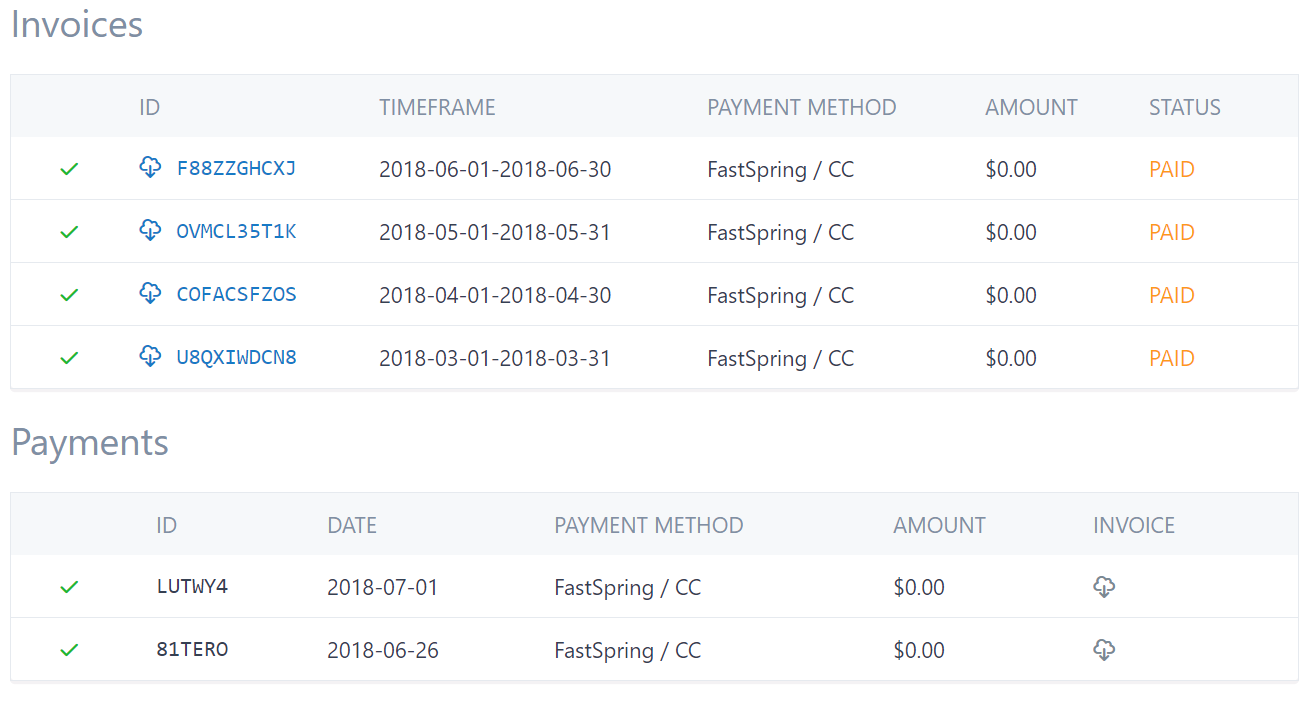 Invoices
ID TIMEFRAME PAYMENT METHOD AMOUNT STATUS
F88ZZGHCXJ 2018-06-01-2018-06-30 FastSpring / CC $0.00 PAID
OVMCL35T1K 2018-05-01-2018-05-31 FastSpring / CC $0.00 PAID
COFACSFZOS 2018-04-01-2018-04-30 FastSpring / CC $0.00 PAID
U8QXIWDCN8 2018-03-01-2018-03-31 FastSpring / CC $0.00 PAID
Payments
ID DATE PAYMENT METHOD AMOUNT INVOICE
LUTWY4 2018-07-01 FastSpring / CC $0.00
81TERO 2018-06-26 FastSpring / CC $0.00